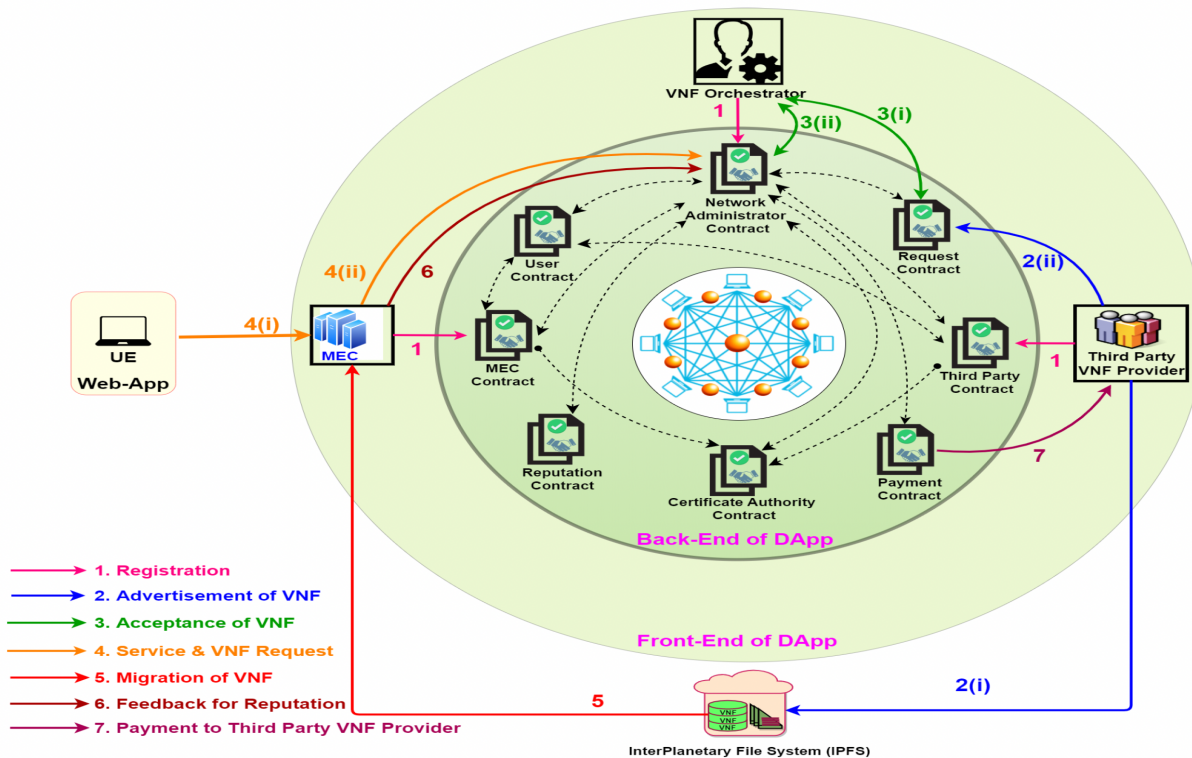 VNF Orchestrator
1
3(ii)
3(i)
Network
Administrator
Contract
User
Contract
Request
Contract
4(ii)
6
2(ii)
4(i)
UE
Web-App
MEC
1
MEC
Contract
Third Party
Contract
1
Third Party
VNF Provider
Reputation
Contract
Certificate Authority
Contract
Payment
Contract
7
Back-End of DApp
Front-End of DApp
1. Registration
2. Advertisement of VNF
3. Acceptance of VNF
4. Service & VNF Request
5. Migration of VNF
6. Feedback for Reputation
7. Payment to Third Party VNF Provider
5
2(i)
VNF
VNF
VNF
InterPlanetary File System (IPFS)